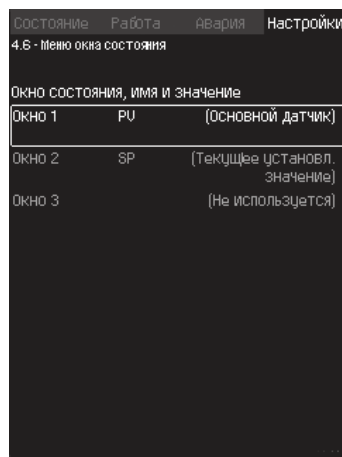 Состояние Работа Авария Настройки
4.6 - Меню окна состояния
Окно состояния, имя и значение
Окно 1 PV (Основной датчик)
Окно 2 SP (Текущее установл.
значение)
Окно 3 (Не используется)